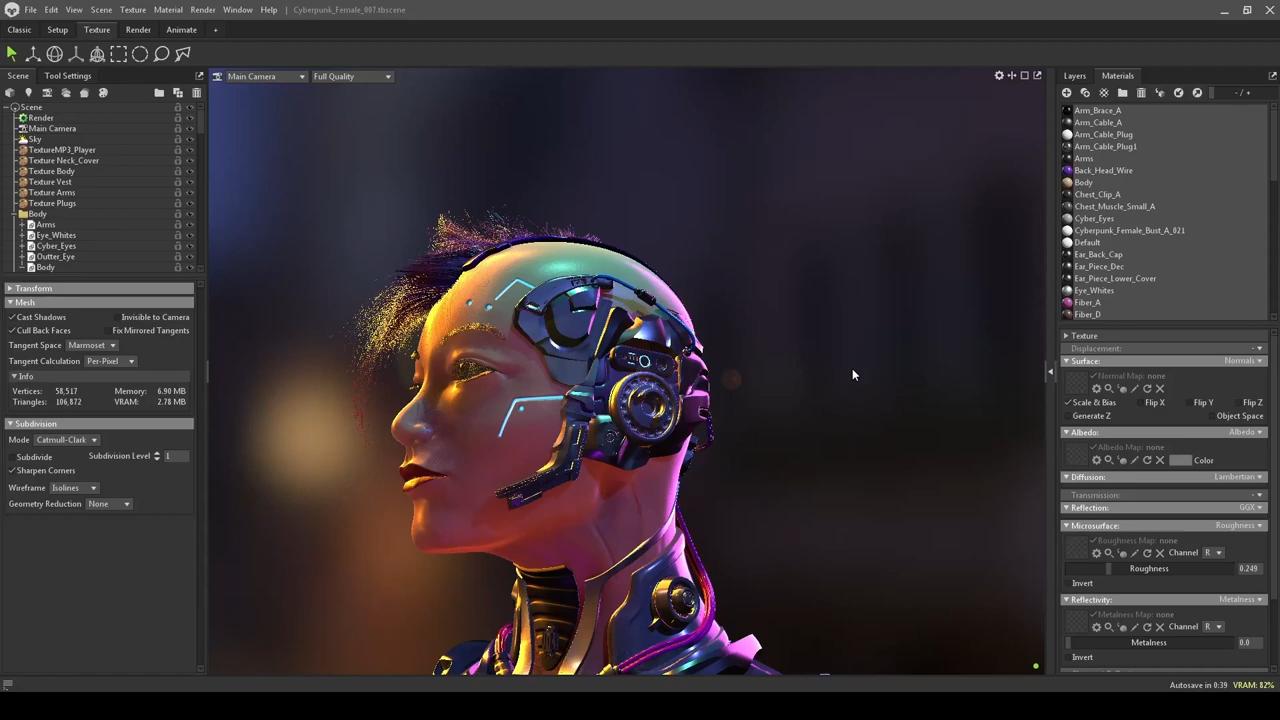 File Edit View Scene Texture Material Render Window Help Cyberpunk_Female_007.tbscene
Classic Setup Texture Render Animate +
Scene Tool Settings
Scene
Render
Main Camera
Sky
TextureMP3_Player
Texture Neck_Cover
Texture Body
Texture Vest
Texture Arms
Texture Plugs
Body
Arms
Eye_Whites
Cyber_Eyes
Outter_Eye
Body
Transform
Mesh
Cast Shadows Invisible to Camera
Cull Back Faces Fix Mirrored Tangents
Tangent Space Marmoset
Tangent Calculation Per-Pixel
Info
Vertices: 58,517 Memory: 6.90 MB
Triangles: 106,872 VRAM: 2.78 MB
Subdivision
Mode Catmull-Clark
Subdivide Subdivision Level 1
Sharpen Corners
Wireframe Isolines
Geometry Reduction None
Main Camera Full Quality
Layers Materials
- / +
Arm_Brace_A
Arm_Cable_A
Arm_Cable_Plug
Arm_Cable_Plug1
Arms
Back_Head_Wire
Body
Chest_Clip_A
Chest_Muscle_Small_A
Cyber_Eyes
Cyberpunk_Female_Bust_A_001
Default
Ear_Back_Cap
Ear_Piece_Dec
Ear_Piece_Lower_Cover
Eye_Whites
Fiber_A
Fiber_D
Texture
Displacement: -
Surface: Normals
Normal Map: none
Scale & Bias Flip X Flip Y Flip Z
Generate Z Object Space
Albedo: Albedo
Albedo Map: none
Color
Diffusion: Lambertian
Transmission: -
Reflection: GGX
Microsurface: Roughness
Roughness Map: none
Channel R
Roughness 0.249
Invert
Reflectivity: Metalness
Metalness Map: none
Channel R
Metalness 0.0
Invert
Autosave in 0:39 VRAM: 82%